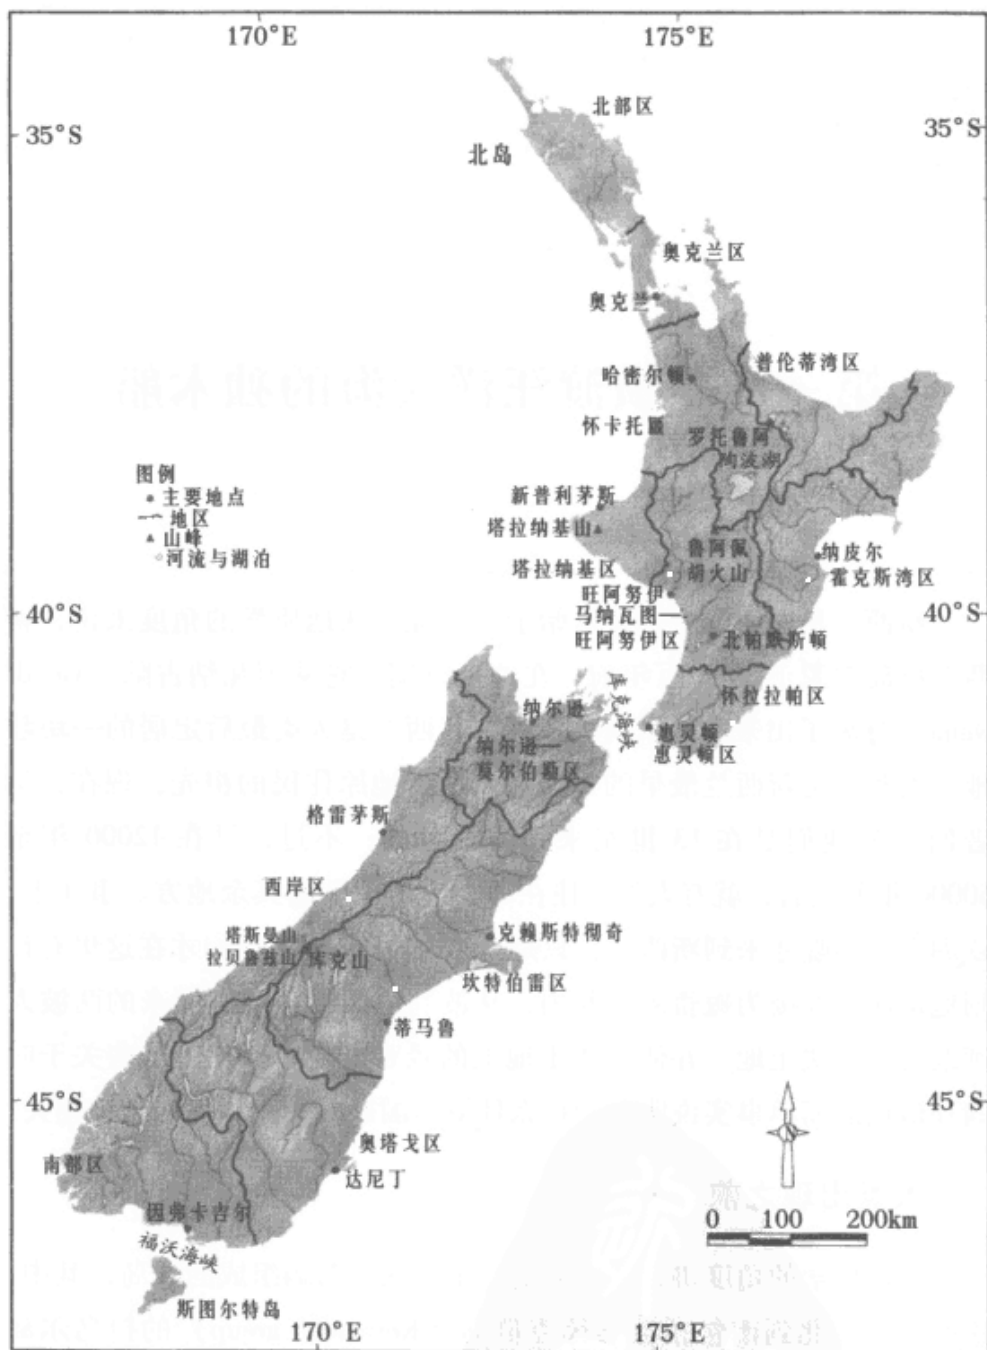 170°E
175°E
35°S
35°S
北部区
北岛
奥克兰区
奥克兰
普伦蒂湾区
哈密尔顿
怀卡托
罗托鲁阿
陶波湖
图例
主要地点
地区
山峰
河流与湖泊
新普利茅斯
塔拉纳基山
鲁阿佩
胡火山
纳皮尔
塔拉纳基区
霍克斯湾区
旺阿努伊
40°S
40°S
马纳瓦图—
旺阿努伊区
北帕默斯顿
怀拉拉帕区
库克海峡
纳尔逊
惠灵顿
惠灵顿区
纳尔逊—
莫尔伯勒区
格雷茅斯
西岸区
塔斯曼山
克赖斯特彻奇
拉贝鲁兹山
库克山
坎特伯雷区
蒂马鲁
45°S
45°S
奥塔戈区
南部区
达尼丁
因弗卡吉尔
福沃海峡
斯图尔特岛
0 100 200km
170°E
175°E